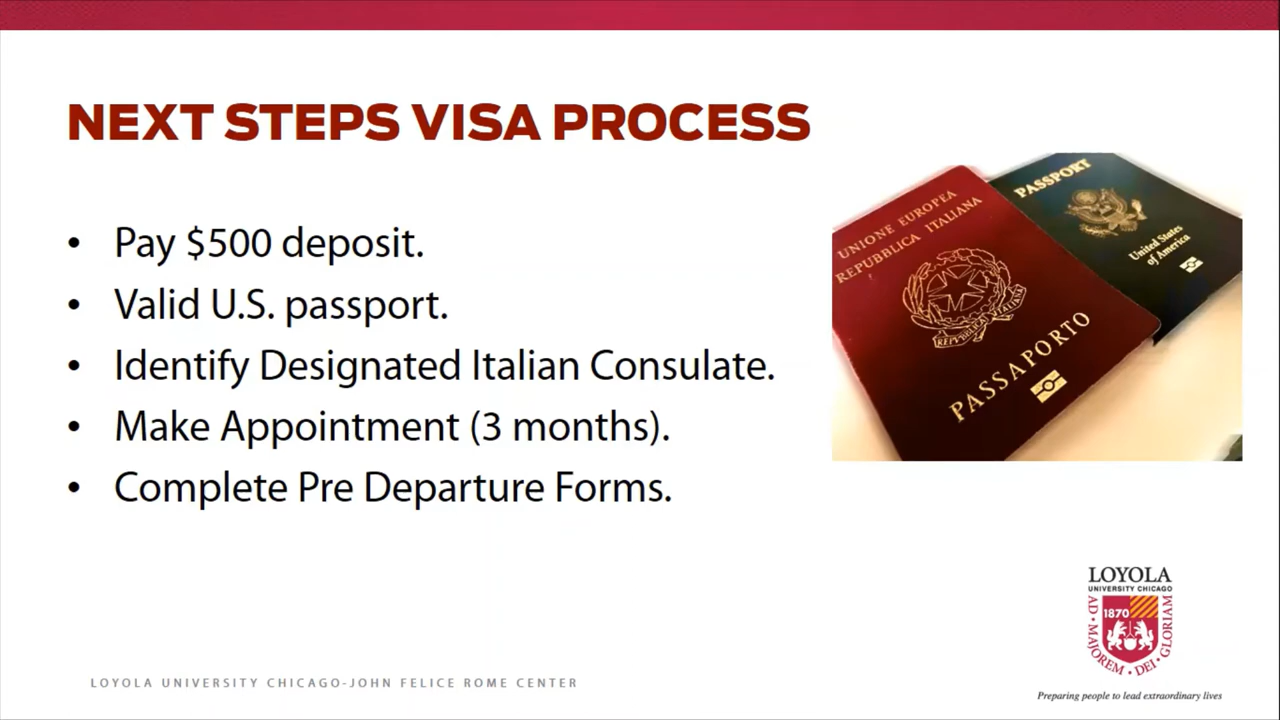 NEXT STEPS VISA PROCESS
• Pay $500 deposit.
• Valid U.S. passport.
• Identify Designated Italian Consulate.
• Make Appointment (3 months).
• Complete Pre Departure Forms.
UNIONE EUROPEA
REPUBBLICA ITALIANA
REPVBBLICA ITALIANA
PASSAPORTO
PASSPORT
United States
of America
LOYOLA
UNIVERSITY CHICAGO
1870
AD • MAJOREM • DEI • GLORIAM
Preparing people to lead extraordinary lives
LOYOLA UNIVERSITY CHICAGO-JOHN FELICE ROME CENTER